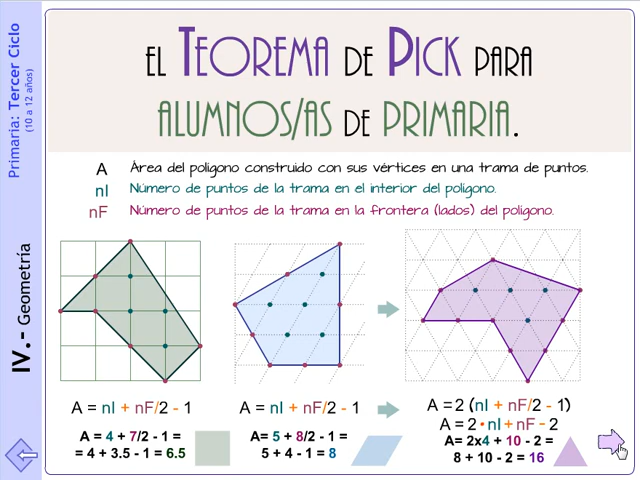 Primaria: Tercer Ciclo
(10 a 12 años)
IV.- Geometría
EL TEOREMA DE PICK PARA
ALUMNOS/AS DE PRIMARIA.
A Área del polígono construido con sus vértices en una trama de puntos.
nI Número de puntos de la trama en el interior del polígono.
nF Número de puntos de la trama en la frontera (lados) del polígono.
A = nI + nF/2 - 1
A = 4 + 7/2 - 1 =
= 4 + 3.5 - 1 = 6.5
A = nI + nF/2 - 1
A= 5 + 8/2 - 1 =
5 + 4 - 1 = 8
A = 2 (nI + nF/2 - 1)
A = 2·nI + nF - 2
A= 2x4 + 10 - 2 =
8 + 10 - 2 = 16